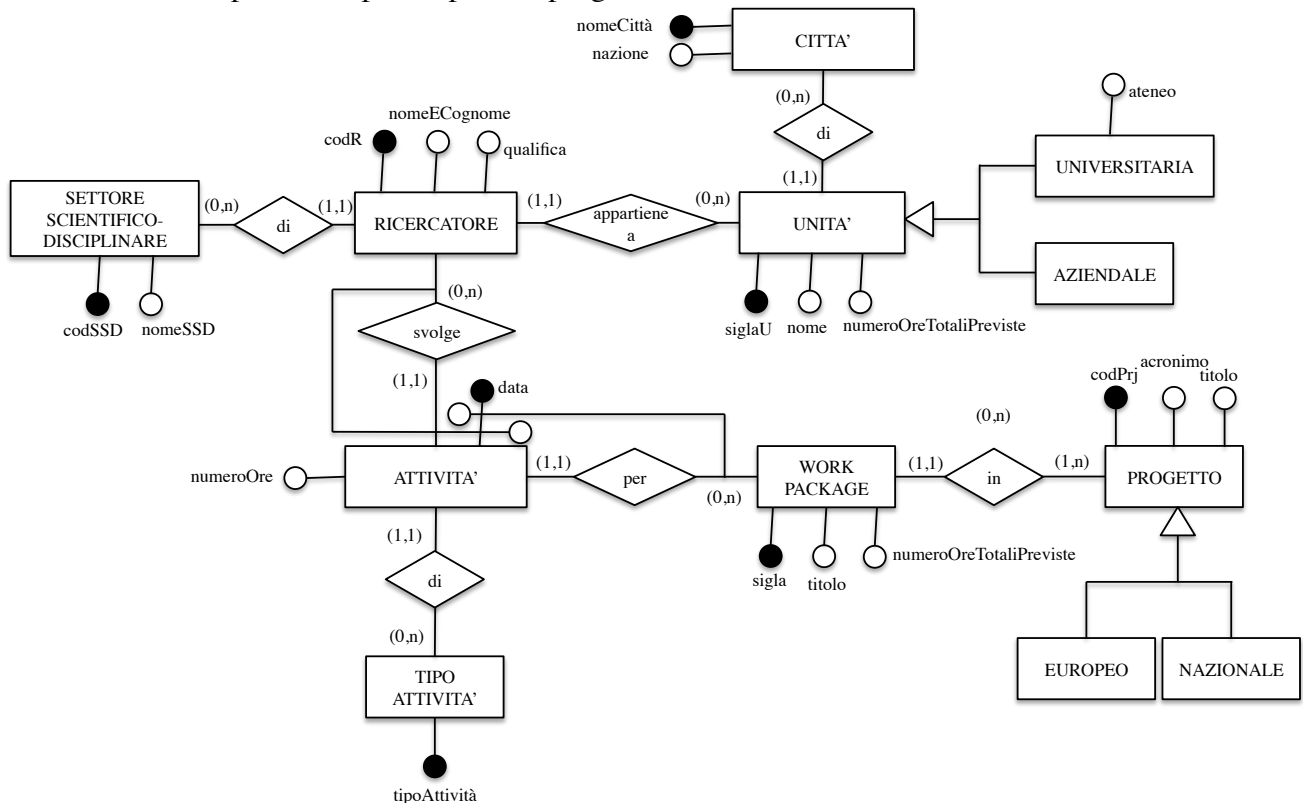 nomeCittà
CITTA’
nazione
(0,n)
ateneo
nomeECognome
codR
qualifica
di
UNIVERSITARIA
SETTORE
SCIENTIFICO-
DISCIPLINARE
(0,n)
di
(1,1)
RICERCATORE
(1,1)
appartiene
a
(0,n)
(1,1)
UNITA’
AZIENDALE
codSSD
nomeSSD
(0,n)
svolge
siglaU
nome
numeroOreTotaliPreviste
(1,1)
data
codPrj
acronimo
titolo
(0,n)
numeroOre
ATTIVITA’
(1,1)
per
(0,n)
WORK
PACKAGE
(1,1)
in
(1,n)
PROGETTO
(1,1)
sigla
titolo
numeroOreTotaliPreviste
di
(0,n)
TIPO
ATTIVITA’
EUROPEO
NAZIONALE
tipoAttività